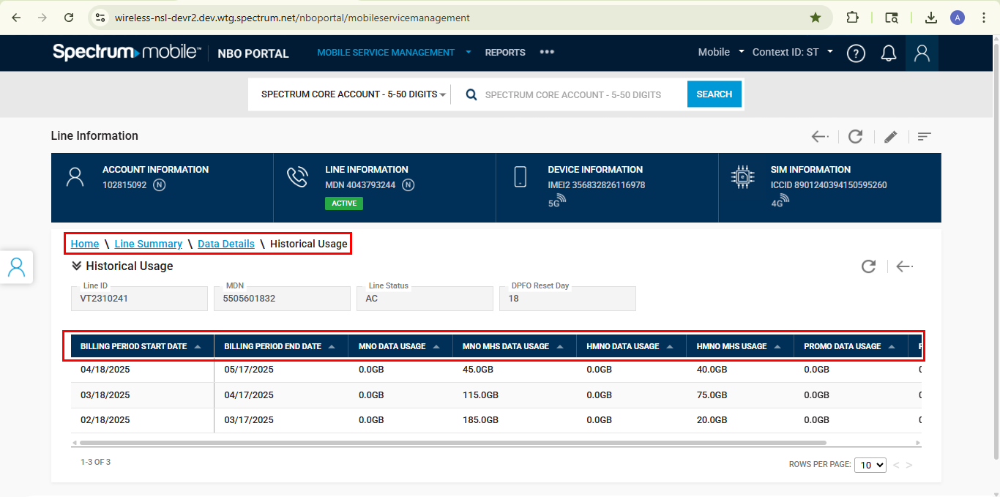 wireless-nsl-devr2.dev.wtg.spectrum.net/nboportal/mobileservicemanagement
A
Spectrum mobile™ NBO PORTAL MOBILE SERVICE MANAGEMENT REPORTS ••• Mobile Context ID: ST ?
SPECTRUM CORE ACCOUNT - 5-50 DIGITS SPECTRUM CORE ACCOUNT - 5-50 DIGITS SEARCH
Line Information
ACCOUNT INFORMATION LINE INFORMATION DEVICE INFORMATION SIM INFORMATION
102815092 N MDN 4043793244 N IMEI2 356832826116978 ICCID 8901240394150595260
ACTIVE 5G 4G
Home \ Line Summary \ Data Details \ Historical Usage
Historical Usage
Line ID MDN Line Status DPFO Reset Day
VT2310241 5505601832 AC 18
BILLING PERIOD START DATE BILLING PERIOD END DATE MNO DATA USAGE MNO MHS DATA USAGE HMNO DATA USAGE HMNO MHS USAGE PROMO DATA USAGE
04/18/2025 05/17/2025 0.0GB 45.0GB 0.0GB 40.0GB 0.0GB
03/18/2025 04/17/2025 0.0GB 115.0GB 0.0GB 75.0GB 0.0GB
02/18/2025 03/17/2025 0.0GB 185.0GB 0.0GB 20.0GB 0.0GB
1-3 OF 3 ROWS PER PAGE: 10 < >